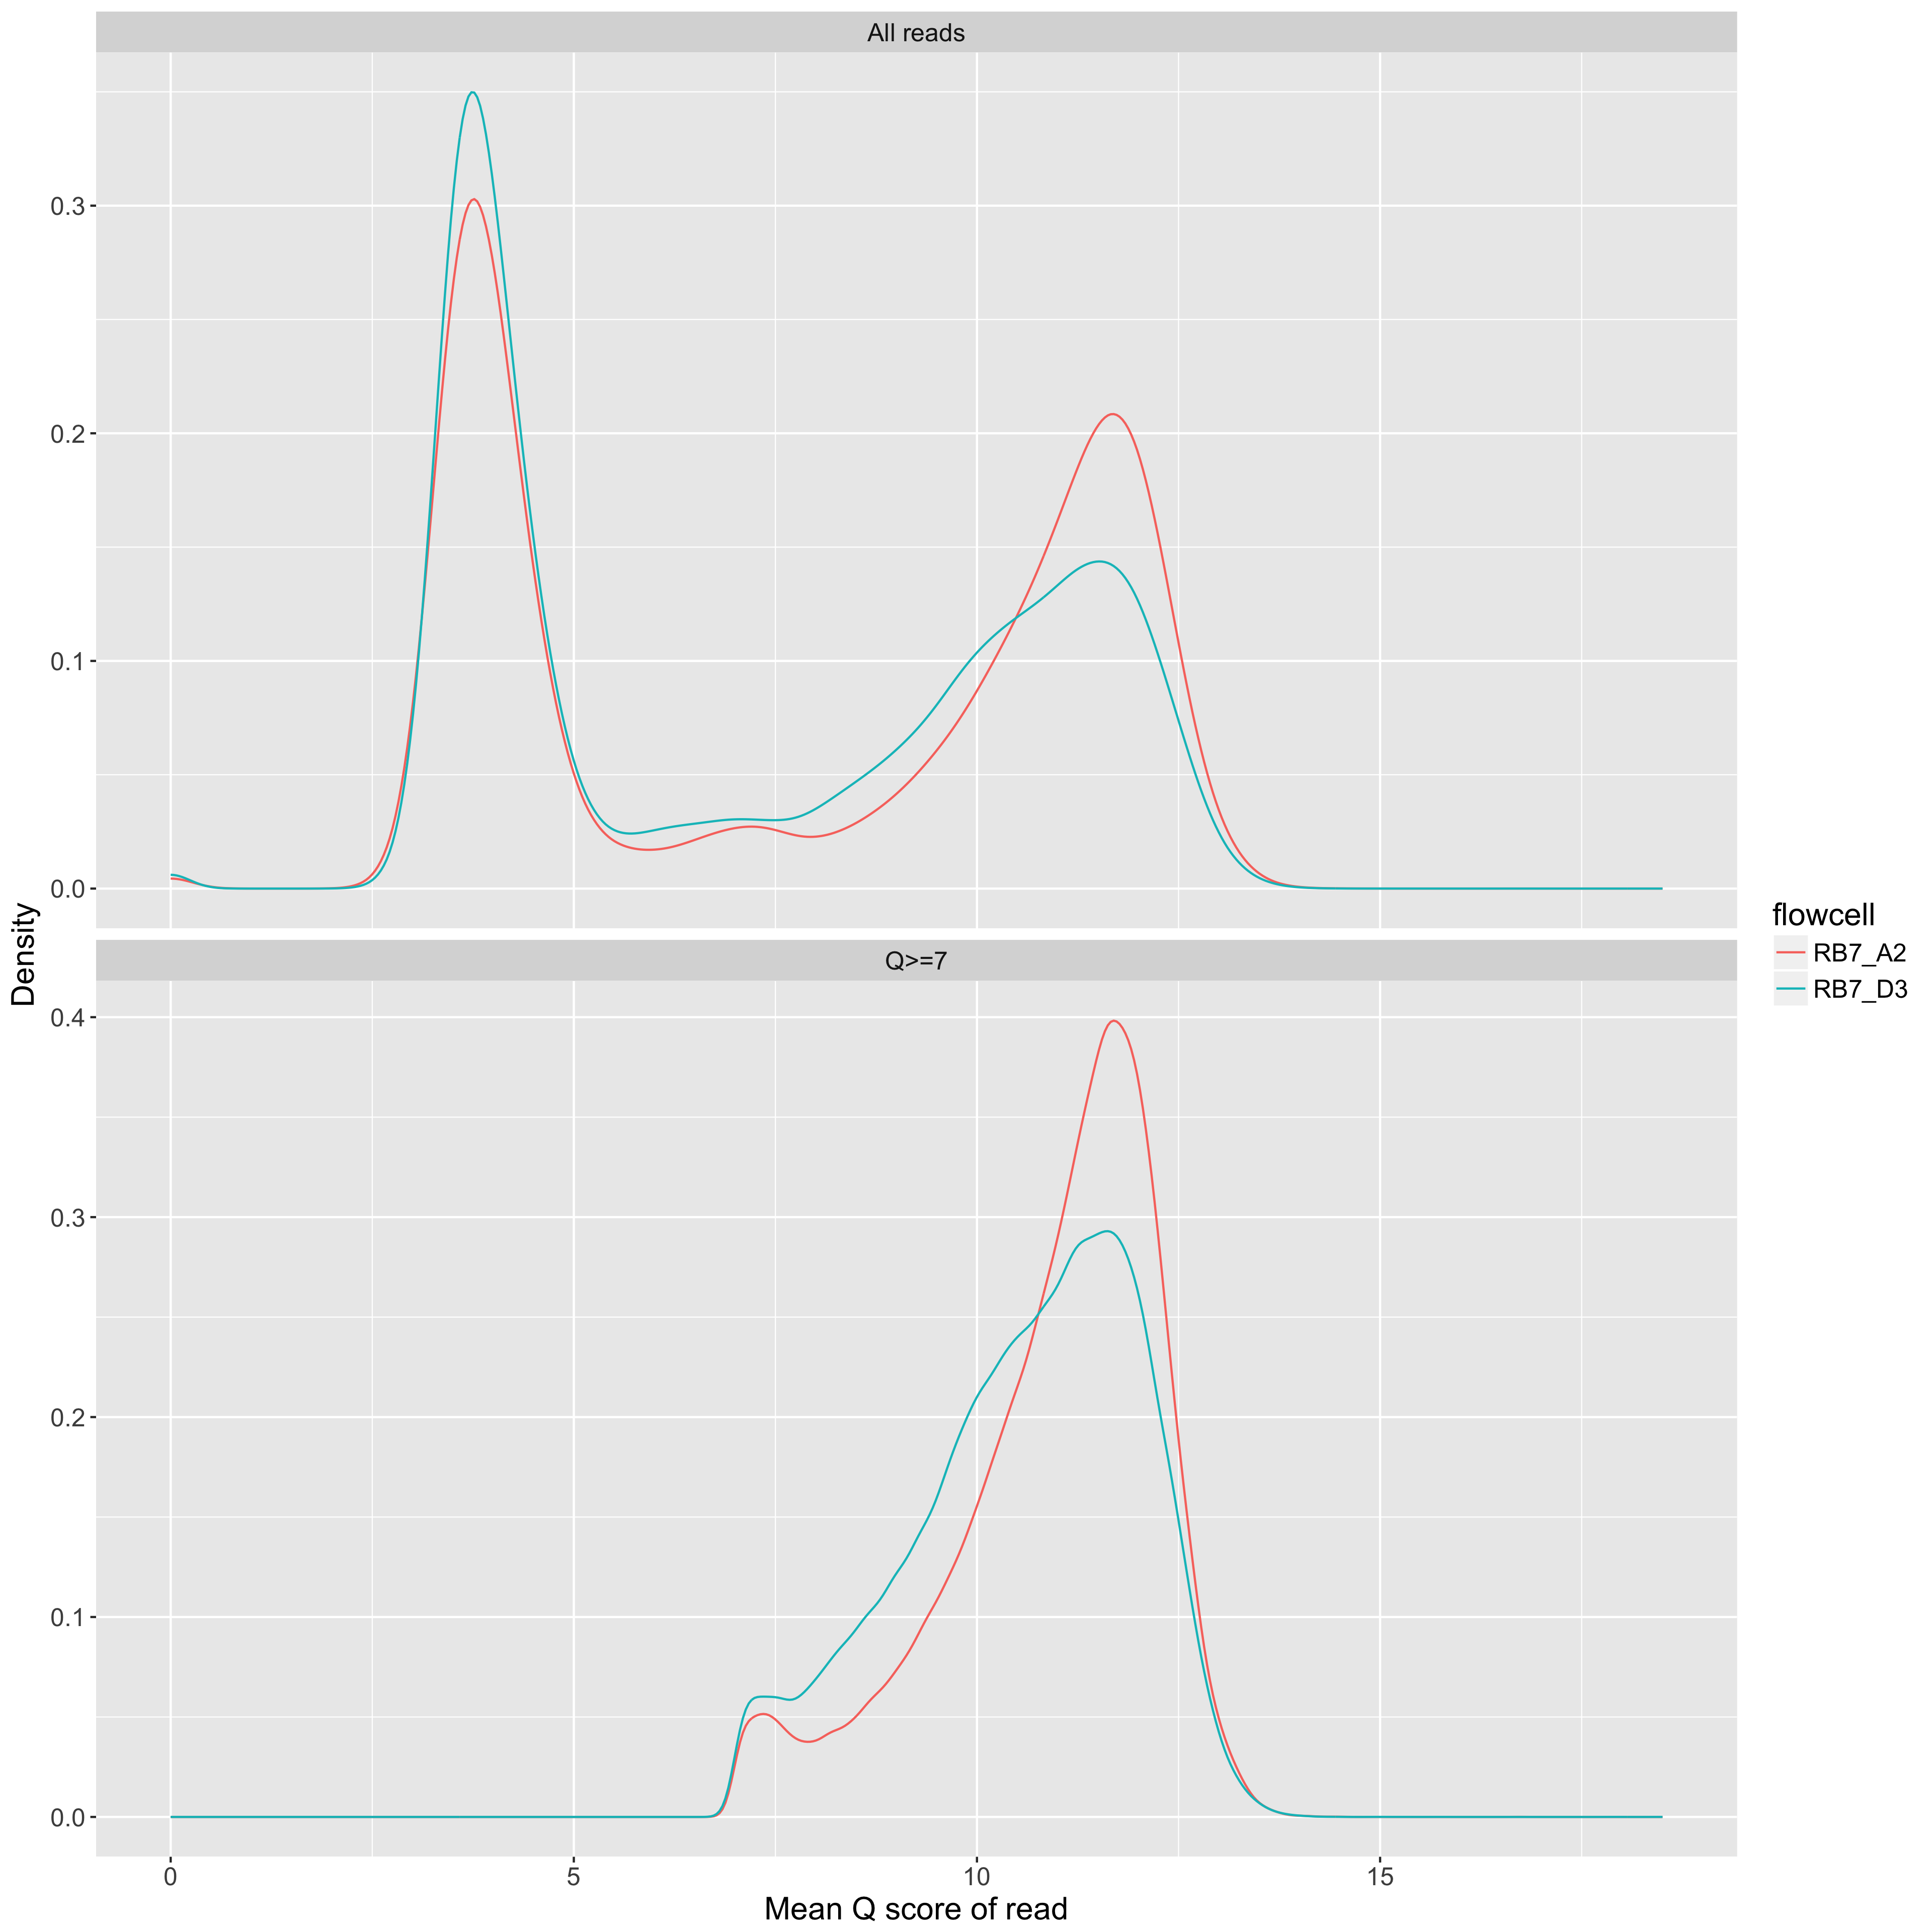 All reads
0.3
0.2
0.1
0.0
Density
Q>=7
0.4
0.3
0.2
0.1
0.0
0 5 10 15
Mean Q score of read
flowcell
RB7_A2
RB7_D3